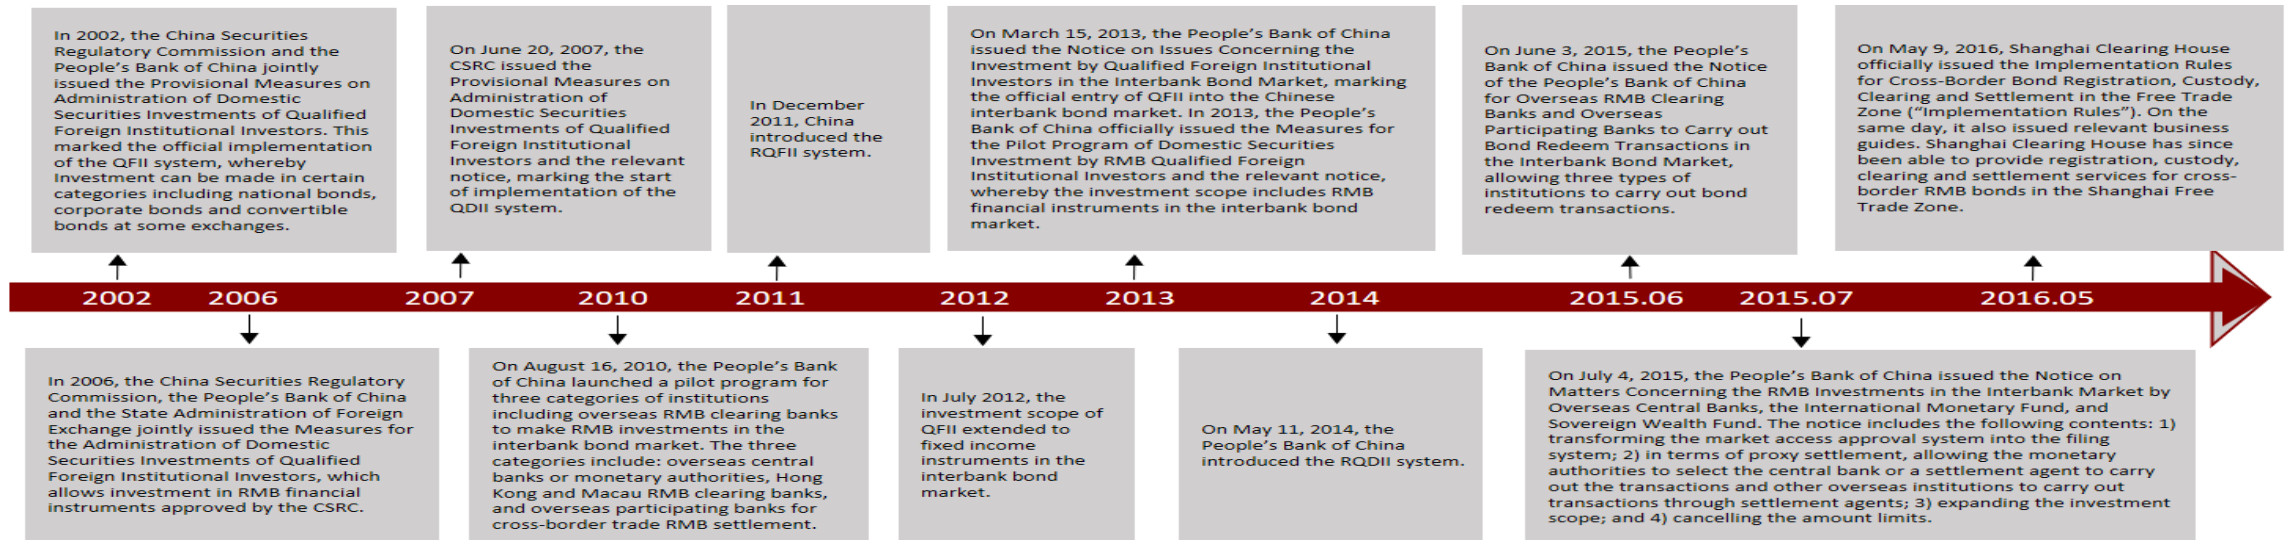 In 2002, the China Securities
Regulatory Commission and the
People's Bank of China jointly
issued the Provisional Measures on
Administration of Domestic
Securities Investments of Qualified
Foreign Institutional Investors. This
marked the official implementation
of the QFII system, whereby
Investment can be made in certain
categories including national bonds,
corporate bonds and convertible
bonds at some exchanges.
On June 20, 2007, the
CSRC issued the
Provisional Measures on
Administration of
Domestic Securities
Investments of Qualified
Foreign Institutional
Investors and the relevant
notice, marking the start
of implementation of the
QDII system.
In December
2011, China
introduced the
RQFII system.
On March 15, 2013, the People's Bank of China
issued the Notice on Issues Concerning the
Investment by Qualified Foreign Institutional
Investors in the Interbank Bond Market, marking
the official entry of QFII into the Chinese
interbank bond market. In 2013, the People's
Bank of China officially issued the Measures for
the Pilot Program of Domestic Securities
Investment by RMB Qualified Foreign
Institutional Investors and the relevant notice,
whereby the investment scope includes RMB
financial instruments in the interbank bond
market.
On June 3, 2015, the People's
Bank of China issued the Notice
of the People's Bank of China
for Overseas RMB Clearing
Banks and Overseas
Participating Banks to Carry out
Bond Redeem Transactions in
the Interbank Bond Market,
allowing three types of
institutions to carry out bond
redeem transactions.
On May 9, 2016, Shanghai Clearing House
officially issued the Implementation Rules
for Cross-Border Bond Registration, Custody,
Clearing and Settlement in the Free Trade
Zone ("Implementation Rules"). On the
same day, it also issued relevant business
guides. Shanghai Clearing House has since
been able to provide registration, custody,
clearing and settlement services for cross-
border RMB bonds in the Shanghai Free
Trade Zone.
2002 2006 2007 2010 2011 2012 2013 2014 2015.06 2015.07 2016.05
In 2006, the China Securities Regulatory
Commission, the People's Bank of China
and the State Administration of Foreign
Exchange jointly issued the Measures for
the Administration of Domestic
Securities Investments of Qualified
Foreign Institutional Investors, which
allows investment in RMB financial
instruments approved by the CSRC.
On August 16, 2010, the People's Bank
of China launched a pilot program for
three categories of institutions
including overseas RMB clearing banks
to make RMB investments in the
interbank bond market. The three
categories include: overseas central
banks or monetary authorities, Hong
Kong and Macau RMB clearing banks,
and overseas participating banks for
cross-border trade RMB settlement.
In July 2012, the
investment scope of
QFII extended to
fixed income
instruments in the
interbank bond
market.
On May 11, 2014, the
People's Bank of China
introduced the RQDII system.
On July 4, 2015, the People's Bank of China issued the Notice on
Matters Concerning the RMB Investments in the Interbank Market by
Overseas Central Banks, the International Monetary Fund, and
Sovereign Wealth Fund. The notice includes the following contents: 1)
transforming the market access approval system into the filing
system; 2) in terms of proxy settlement, allowing the monetary
authorities to select the central bank or a settlement agent to carry
out the transactions and other overseas institutions to carry out
transactions through settlement agents; 3) expanding the investment
scope; and 4) cancelling the amount limits.